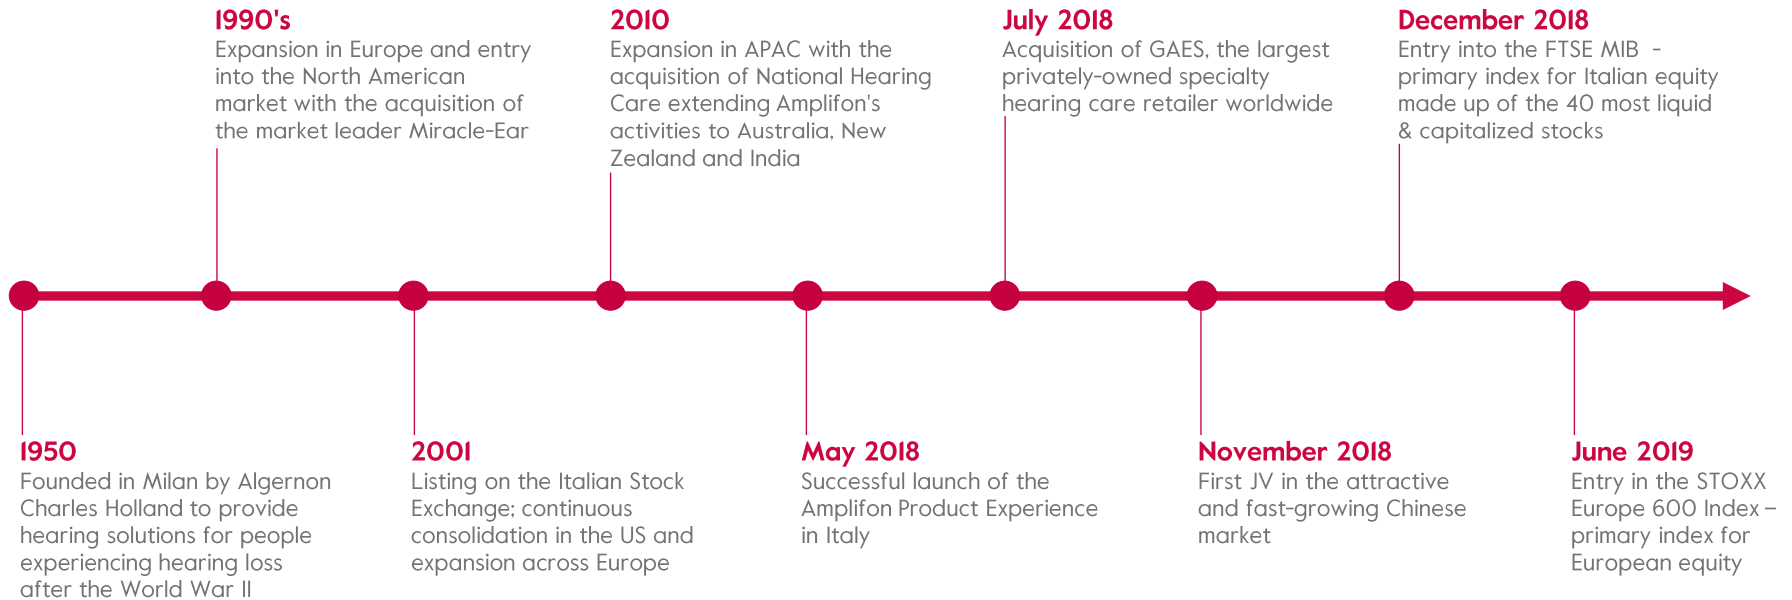 1990's
Expansion in Europe and entry
into the North American
market with the acquisition of
the market leader Miracle-Ear
2010
Expansion in APAC with the
acquisition of National Hearing
Care extending Amplifon's
activities to Australia, New
Zealand and India
July 2018
Acquisition of GAES, the largest
privately-owned specialty
hearing care retailer worldwide
December 2018
Entry into the FTSE MIB -
primary index for Italian equity
made up of the 40 most liquid
& capitalized stocks
1950
Founded in Milan by Algernon
Charles Holland to provide
hearing solutions for people
experiencing hearing loss
after the World War II
2001
Listing on the Italian Stock
Exchange; continuous
consolidation in the US and
expansion across Europe
May 2018
Successful launch of the
Amplifon Product Experience
in Italy
November 2018
First JV in the attractive
and fast-growing Chinese
market
June 2019
Entry in the STOXX
Europe 600 Index –
primary index for
European equity